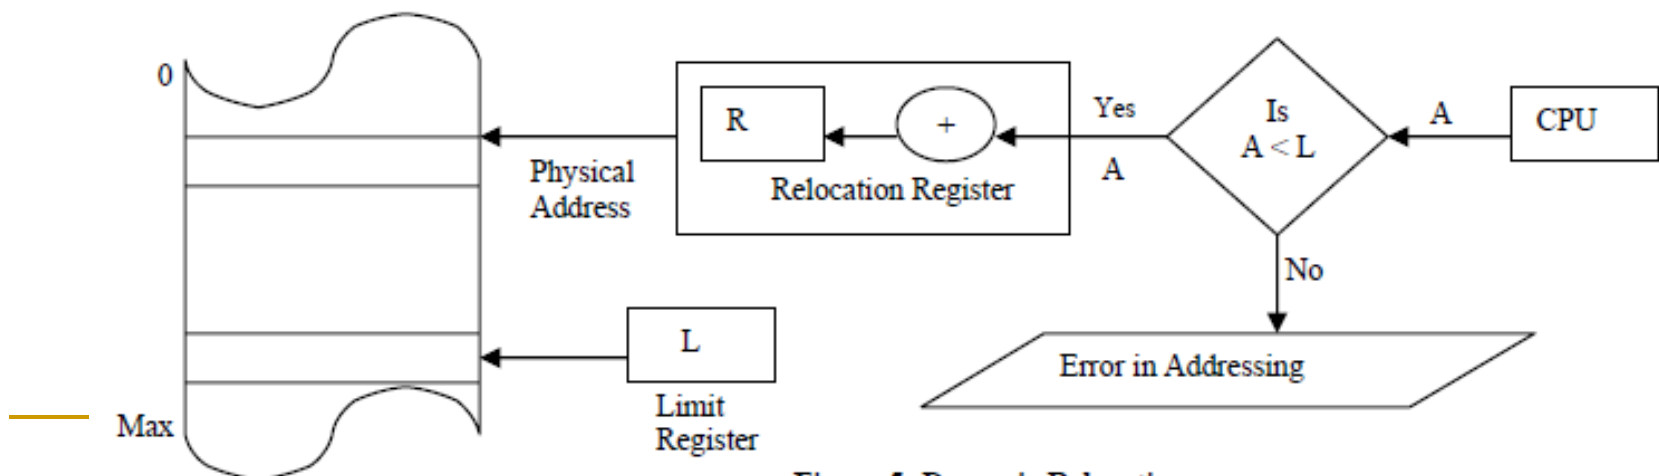 0
R
+
Yes
Is
A < L
A
CPU
Physical
Address
Relocation Register
A
No
L
Error in Addressing
Limit
Register
Max